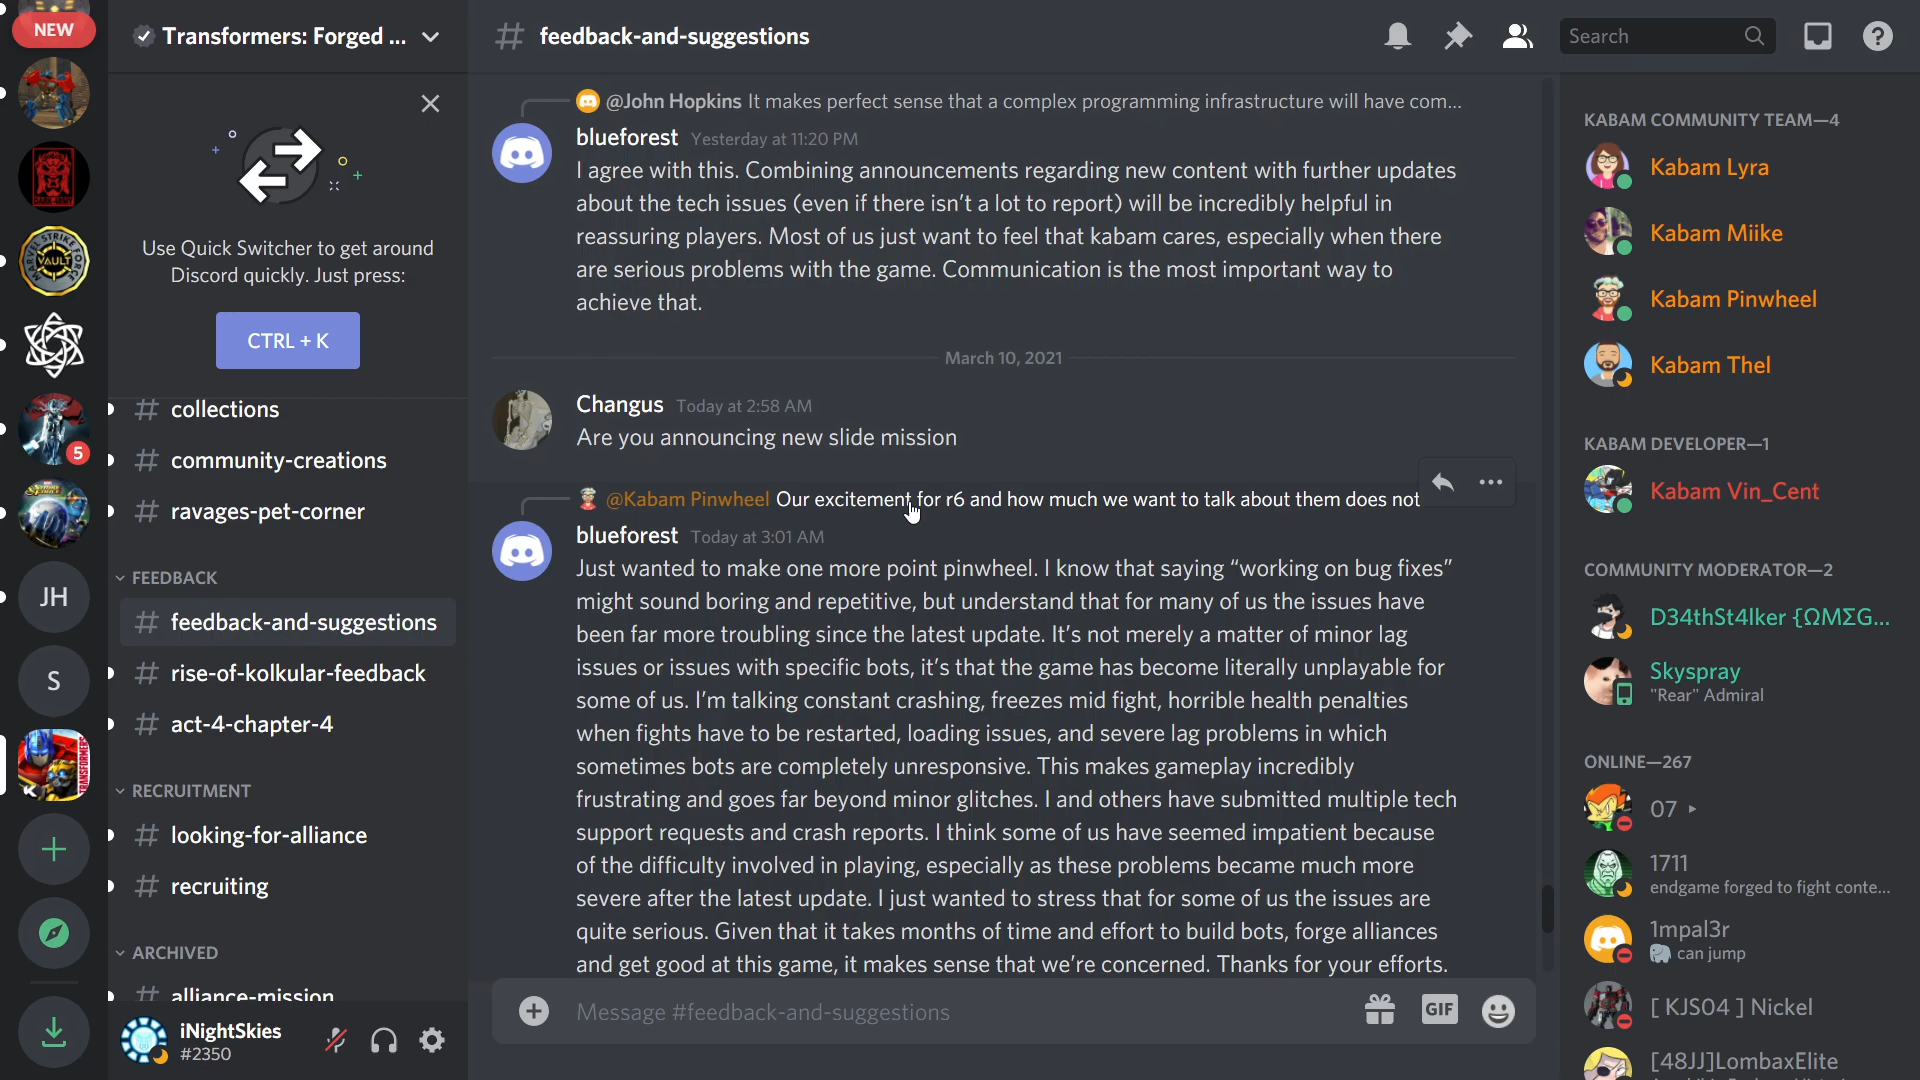 NEW
Transformers: Forged ...
feedback-and-suggestions
Search
Use Quick Switcher to get around
Discord quickly. Just press:
CTRL + K
collections
community-creations
ravages-pet-corner
FEEDBACK
feedback-and-suggestions
rise-of-kolkular-feedback
act-4-chapter-4
RECRUITMENT
looking-for-alliance
recruiting
ARCHIVED
alliance-mission
iNightSkies
#2350
MARVEL STRIKE FORCE
VAULT
DARK ARMY
5
JH
S
TRANSFORMERS
@John Hopkins It makes perfect sense that a complex programming infrastructure will have com...
blueforest Yesterday at 11:20 PM
I agree with this. Combining announcements regarding new content with further updates
about the tech issues (even if there isn't a lot to report) will be incredibly helpful in
reassuring players. Most of us just want to feel that kabam cares, especially when there
are serious problems with the game. Communication is the most important way to
achieve that.
March 10, 2021
Changus Today at 2:58 AM
Are you announcing new slide mission
@Kabam Pinwheel Our excitement for r6 and how much we want to talk about them does not
blueforest Today at 3:01 AM
Just wanted to make one more point pinwheel. I know that saying “working on bug fixes”
might sound boring and repetitive, but understand that for many of us the issues have
been far more troubling since the latest update. It's not merely a matter of minor lag
issues or issues with specific bots, it's that the game has become literally unplayable for
some of us. I'm talking constant crashing, freezes mid fight, horrible health penalties
when fights have to be restarted, loading issues, and severe lag problems in which
sometimes bots are completely unresponsive. This makes gameplay incredibly
frustrating and goes far beyond minor glitches. I and others have submitted multiple tech
support requests and crash reports. I think some of us have seemed impatient because
of the difficulty involved in playing, especially as these problems became much more
severe after the latest update. I just wanted to stress that for some of us the issues are
quite serious. Given that it takes months of time and effort to build bots, forge alliances
and get good at this game, it makes sense that we're concerned. Thanks for your efforts.
Message #feedback-and-suggestions
GIF
KABAM COMMUNITY TEAM—4
Kabam Lyra
Kabam Miike
Kabam Pinwheel
Kabam Thel
KABAM DEVELOPER—1
Kabam Vin_Cent
COMMUNITY MODERATOR—2
D34thSt4lker {ΩMΣG...
Skyspray
"Rear" Admiral
ONLINE—267
07 ▸
1711
endgame forged to fight conte...
1mpal3r
can jump
[ KJS04 ] Nickel
[48JJ]LombaxElite